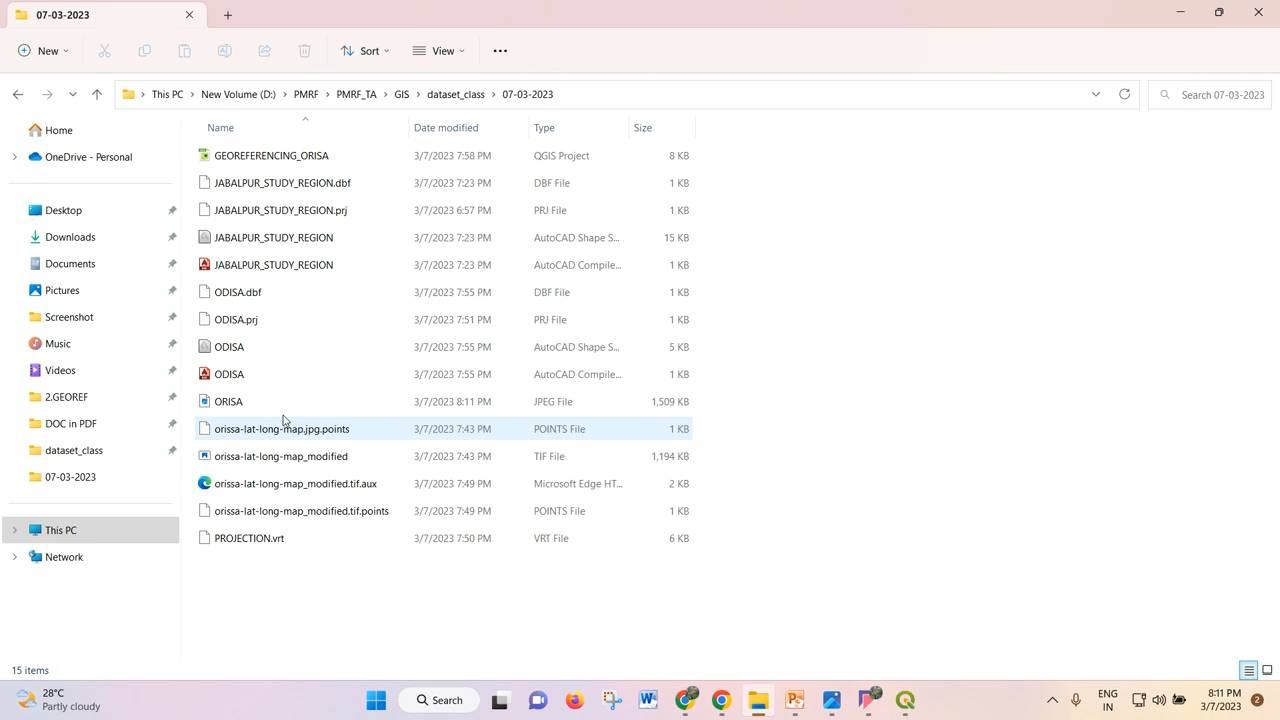 07-03-2023
New
Sort
View
This PC > New Volume (D:) > PMRF > PMRF_TA > GIS > dataset_class > 07-03-2023
Search 07-03-2023
Name Date modified Type Size
GEOREFERENCING_ORISA 3/7/2023 7:58 PM QGIS Project 8 KB
JABALPUR_STUDY_REGION.dbf 3/7/2023 7:23 PM DBF File 1 KB
JABALPUR_STUDY_REGION.prj 3/7/2023 6:57 PM PRJ File 1 KB
JABALPUR_STUDY_REGION 3/7/2023 7:23 PM AutoCAD Shape S... 15 KB
JABALPUR_STUDY_REGION 3/7/2023 7:23 PM AutoCAD Compile... 1 KB
ODISA.dbf 3/7/2023 7:55 PM DBF File 1 KB
ODISA.prj 3/7/2023 7:51 PM PRJ File 1 KB
ODISA 3/7/2023 7:55 PM AutoCAD Shape S... 5 KB
ODISA 3/7/2023 7:55 PM AutoCAD Compile... 1 KB
ORISA 3/7/2023 8:11 PM JPEG File 1,509 KB
orissa-lat-long-map.jpg.points 3/7/2023 7:43 PM POINTS File 1 KB
orissa-lat-long-map_modified 3/7/2023 7:43 PM TIF File 1,194 KB
orissa-lat-long-map_modified.tif.aux 3/7/2023 7:49 PM Microsoft Edge HT... 2 KB
orissa-lat-long-map_modified.tif.points 3/7/2023 7:49 PM POINTS File 1 KB
PROJECTION.vrt 3/7/2023 7:50 PM VRT File 6 KB
Home
OneDrive - Personal
Desktop
Downloads
Documents
Pictures
Screenshot
Music
Videos
2.GEOREF
DOC in PDF
dataset_class
07-03-2023
This PC
Network
15 items
28°C
Partly cloudy
Search
ENG
IN
8:11 PM
3/7/2023
2